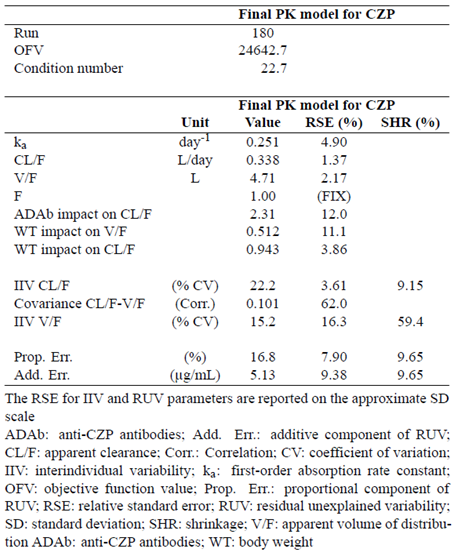 Final PK model for CZP
Run 180
OFV 24642.7
Condition number 22.7
Final PK model for CZP
Unit Value RSE (%) SHR (%)
ka day-1 0.251 4.90
CL/F L/day 0.338 1.37
V/F L 4.71 2.17
F 1.00 (FIX)
ADAb impact on CL/F 2.31 12.0
WT impact on V/F 0.512 11.1
WT impact on CL/F 0.943 3.86
IIV CL/F (% CV) 22.2 3.61 9.15
Covariance CL/F-V/F (Corr.) 0.101 62.0
IIV V/F (% CV) 15.2 16.3 59.4
Prop. Err. (%) 16.8 7.90 9.65
Add. Err. (µg/mL) 5.13 9.38 9.65
The RSE for IIV and RUV parameters are reported on the approximate SD
scale
ADAb: anti-CZP antibodies; Add. Err.: additive component of RUV;
CL/F: apparent clearance; Corr.: Correlation; CV: coefficient of variation;
IIV: interindividual variability; ka: first-order absorption rate constant;
OFV: objective function value; Prop. Err.: proportional component of
RUV; RSE: relative standard error; RUV: residual unexplained variability;
SD: standard deviation; SHR: shrinkage; V/F: apparent volume of distribu-
tion ADAb: anti-CZP antibodies; WT: body weight